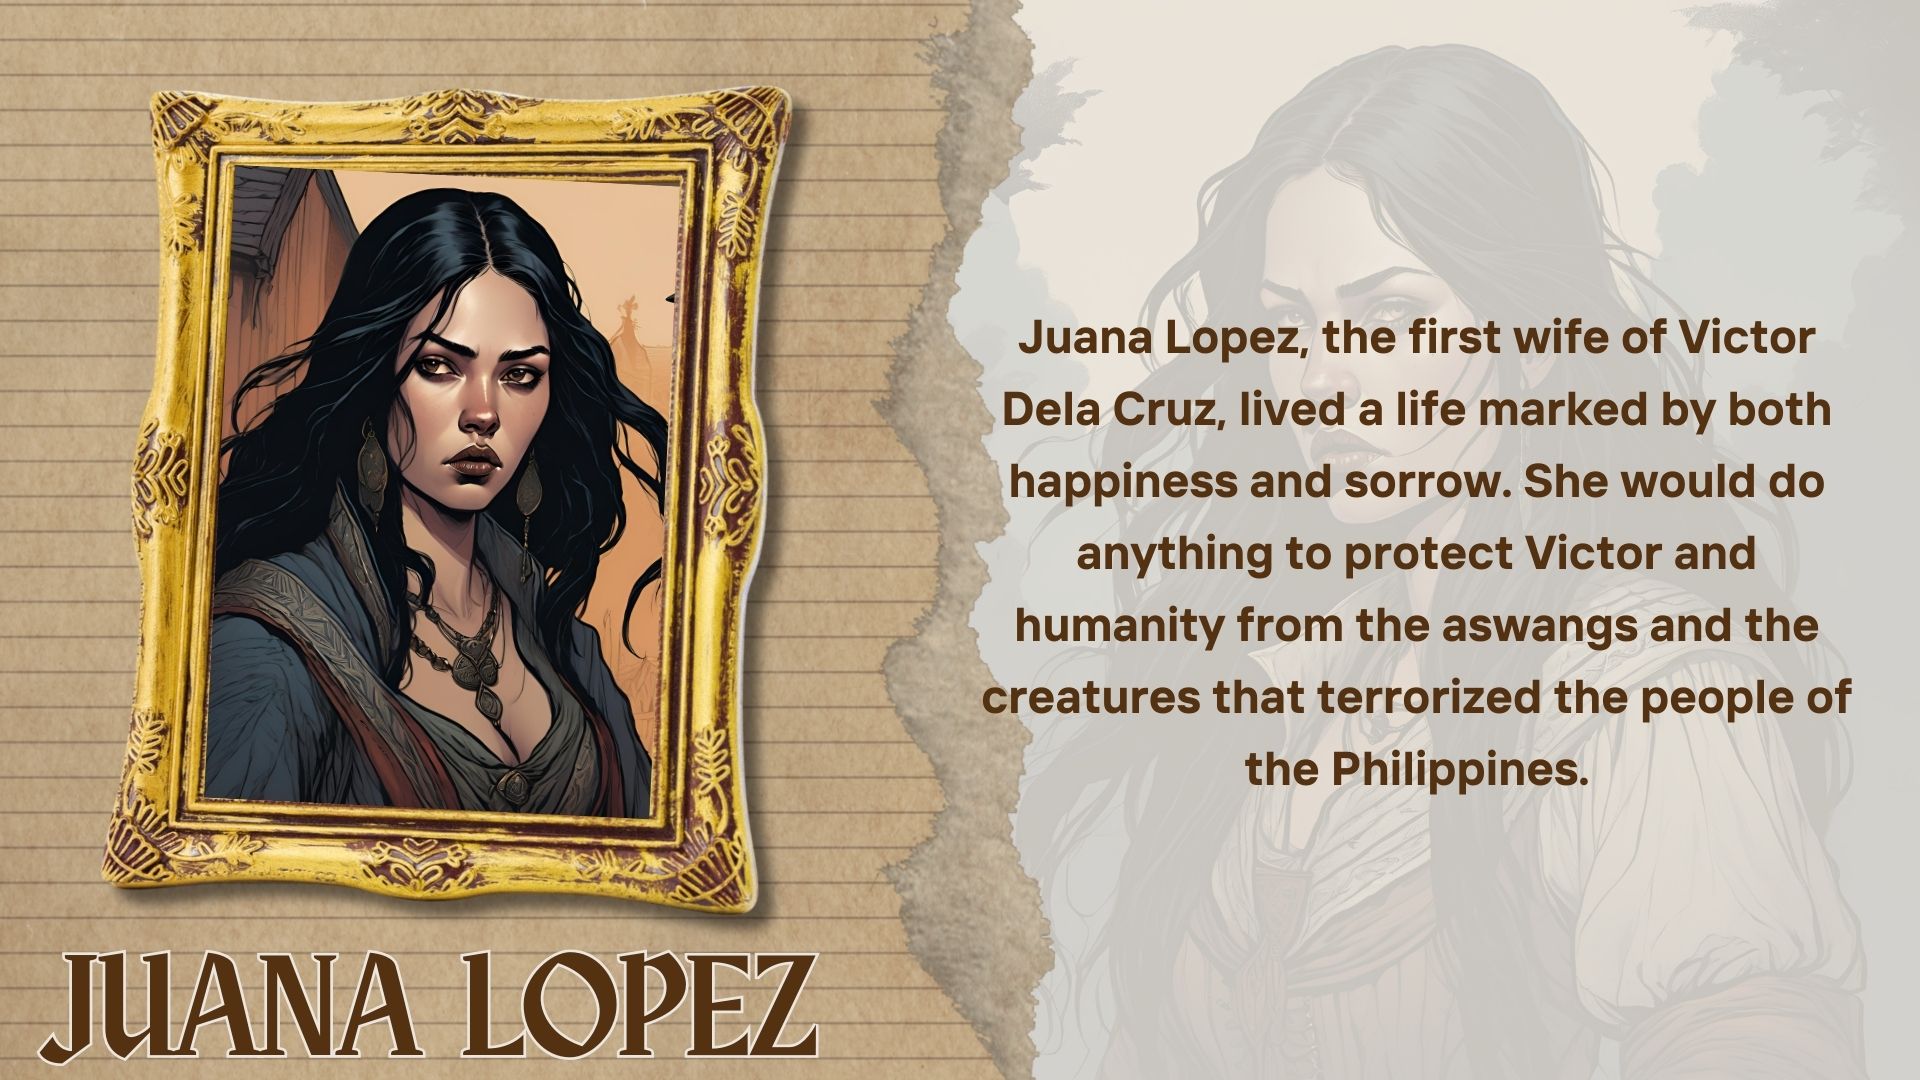 JUANA LOPEZ
Juana Lopez, the first wife of Victor
Dela Cruz, lived a life marked by both
happiness and sorrow. She would do
anything to protect Victor and
humanity from the aswangs and the
creatures that terrorized the people of
the Philippines.